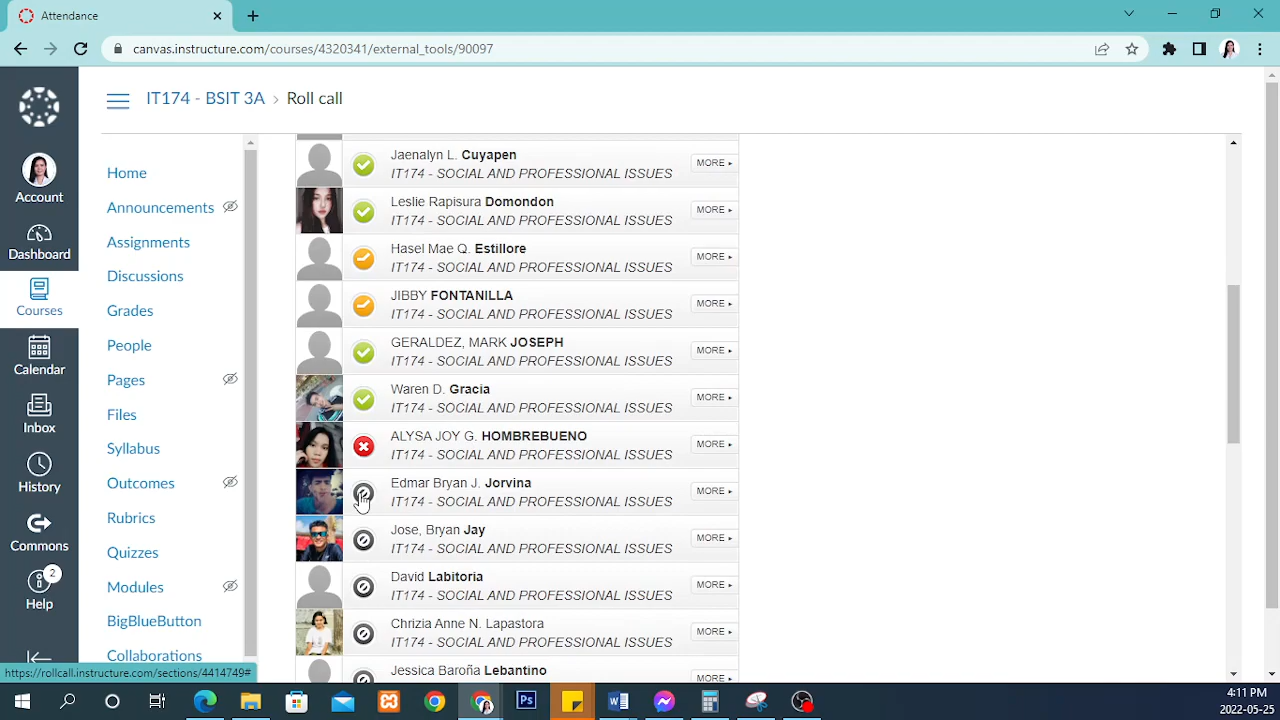 Attendance
canvas.instructure.com/courses/4320341/external_tools/90097
IT174 - BSIT 3A › Roll call
Account
Dashboard
Courses
Calendar
Inbox
History
Commons
2
Help
Home
Announcements
Assignments
Discussions
Grades
People
Pages
Files
Syllabus
Outcomes
Rubrics
Quizzes
Modules
BigBlueButton
Collaborations
Jaenalyn L. Cuyapen
IT174 - SOCIAL AND PROFESSIONAL ISSUES
MORE ▸
Leslie Rapisura Domondon
IT174 - SOCIAL AND PROFESSIONAL ISSUES
MORE ▸
Hasel Mae Q. Estillore
IT174 - SOCIAL AND PROFESSIONAL ISSUES
MORE ▸
JIBBY FONTANILLA
IT174 - SOCIAL AND PROFESSIONAL ISSUES
MORE ▸
GERALDEZ, MARK JOSEPH
IT174 - SOCIAL AND PROFESSIONAL ISSUES
MORE ▸
Waren D. Gracia
IT174 - SOCIAL AND PROFESSIONAL ISSUES
MORE ▸
ALYSA JOY G. HOMBREBUENO
IT174 - SOCIAL AND PROFESSIONAL ISSUES
MORE ▸
Edmar Bryan J. Jorvina
IT174 - SOCIAL AND PROFESSIONAL ISSUES
MORE ▸
Jose, Bryan Jay
IT174 - SOCIAL AND PROFESSIONAL ISSUES
MORE ▸
David Labitoria
IT174 - SOCIAL AND PROFESSIONAL ISSUES
MORE ▸
Chrizia Anne N. Lapastora
IT174 - SOCIAL AND PROFESSIONAL ISSUES
MORE ▸
Jessica Baroña Lebantino
MORE ▸
https://rollcall.instructure.com/sections/4414749#
Ps
W
4:11 PM
2022-05-25